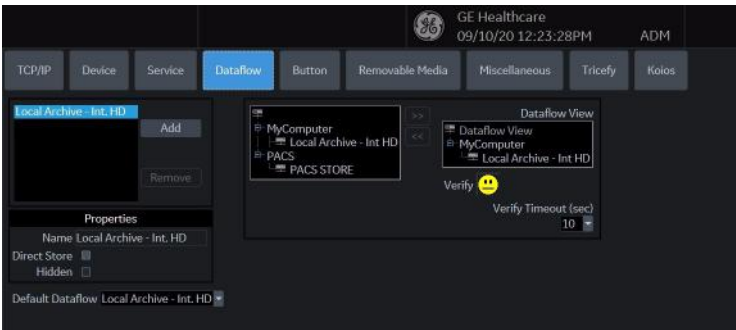 GE Healthcare
09/10/20 12:23:28PM ADM
TCP/IP Device Service Dataflow Button Removable Media Miscellaneous Tricefy Koios
Local Archive - Int. HD
Add
Remove
Properties
Name Local Archive - Int. HD
Direct Store
Hidden
Default Dataflow Local Archive - Int. HD
MyComputer
Local Archive - Int HD
PACS
PACS STORE
>>
<<
Dataflow View
Dataflow View
MyComputer
Local Archive - Int HD
Verify
Verify Timeout (sec)
10